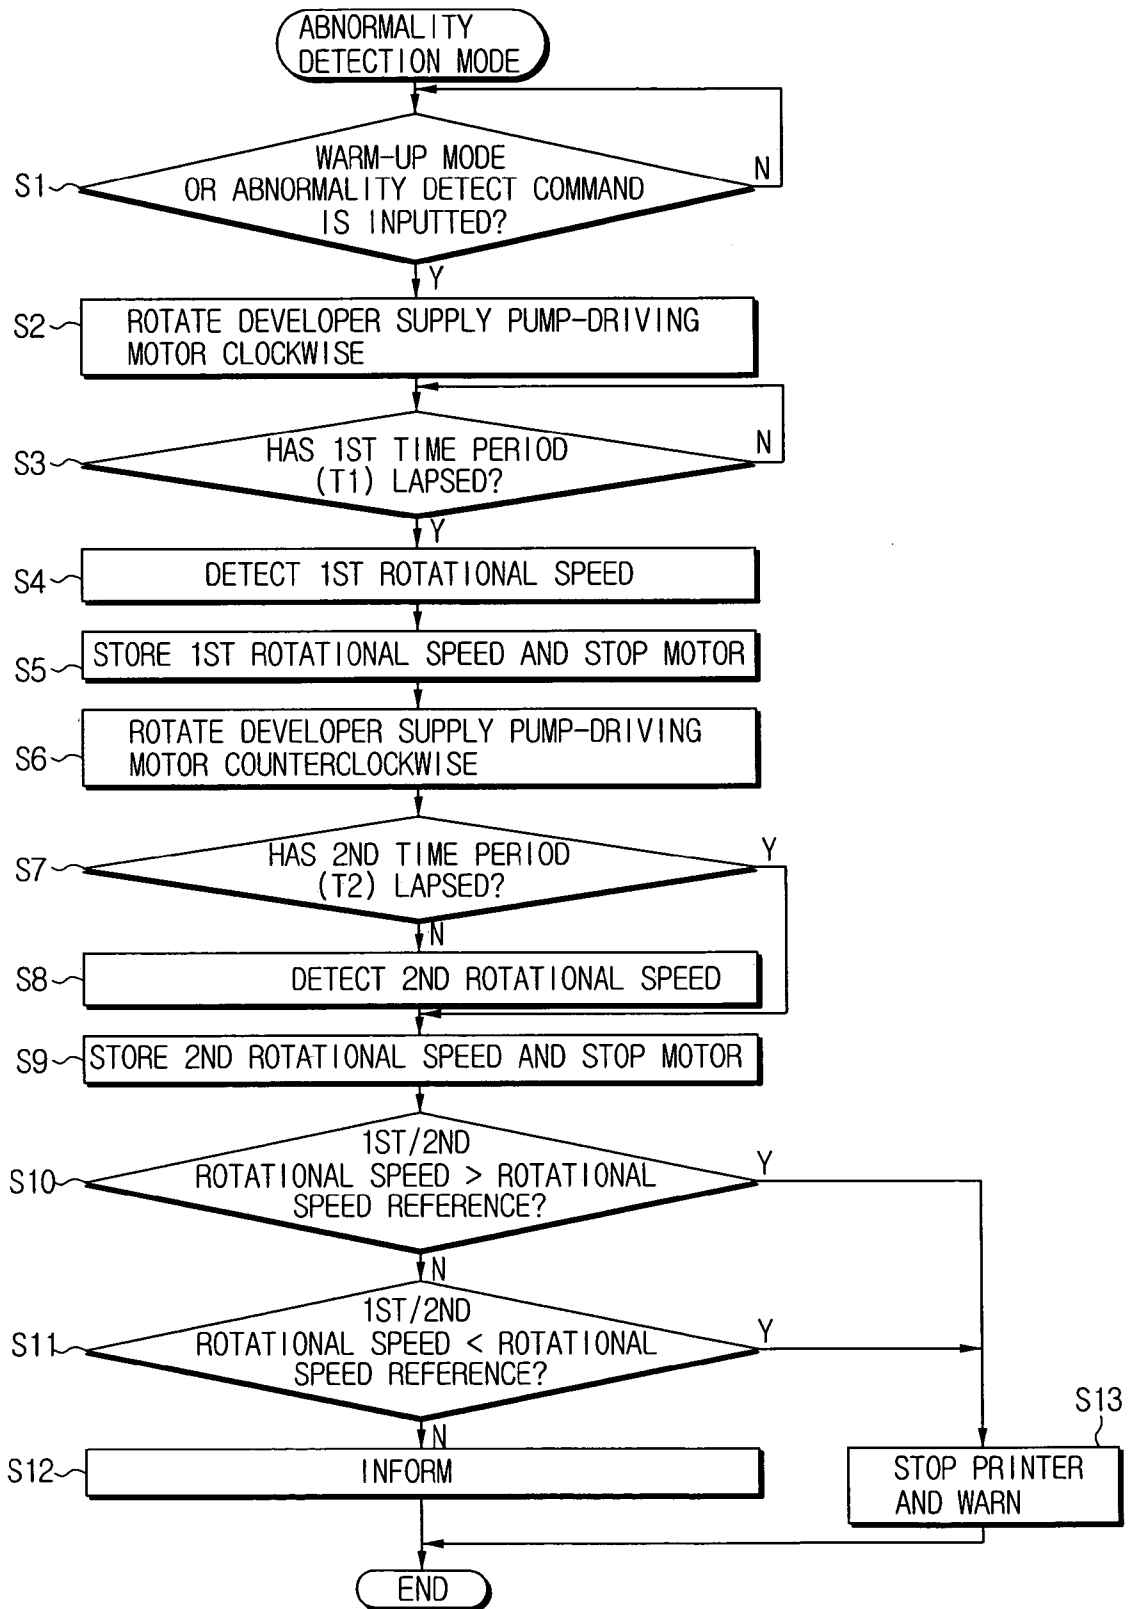 ABNORMALITY
DETECTION MODE
S1
WARM-UP MODE
OR ABNORMALITY DETECT COMMAND
IS INPUTTED?
N
Y
S2
ROTATE DEVELOPER SUPPLY PUMP-DRIVING
MOTOR CLOCKWISE
S3
HAS 1ST TIME PERIOD
(T1) LAPSED?
N
Y
S4
DETECT 1ST ROTATIONAL SPEED
S5
STORE 1ST ROTATIONAL SPEED AND STOP MOTOR
S6
ROTATE DEVELOPER SUPPLY PUMP-DRIVING
MOTOR COUNTERCLOCKWISE
S7
HAS 2ND TIME PERIOD
(T2) LAPSED?
Y
N
S8
DETECT 2ND ROTATIONAL SPEED
S9
STORE 2ND ROTATIONAL SPEED AND STOP MOTOR
S10
1ST/2ND
ROTATIONAL SPEED > ROTATIONAL
SPEED REFERENCE?
Y
N
S11
1ST/2ND
ROTATIONAL SPEED < ROTATIONAL
SPEED REFERENCE?
Y
N
S12
INFORM
S13
STOP PRINTER
AND WARN
END